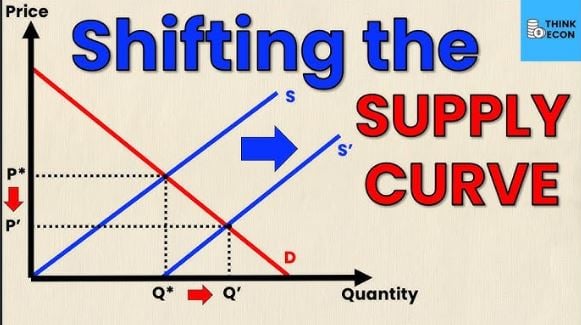 Price
Shifting the
THINK
ECON
SUPPLY
CURVE
S
S'
P*
P'
D
Q*
Q'
Quantity